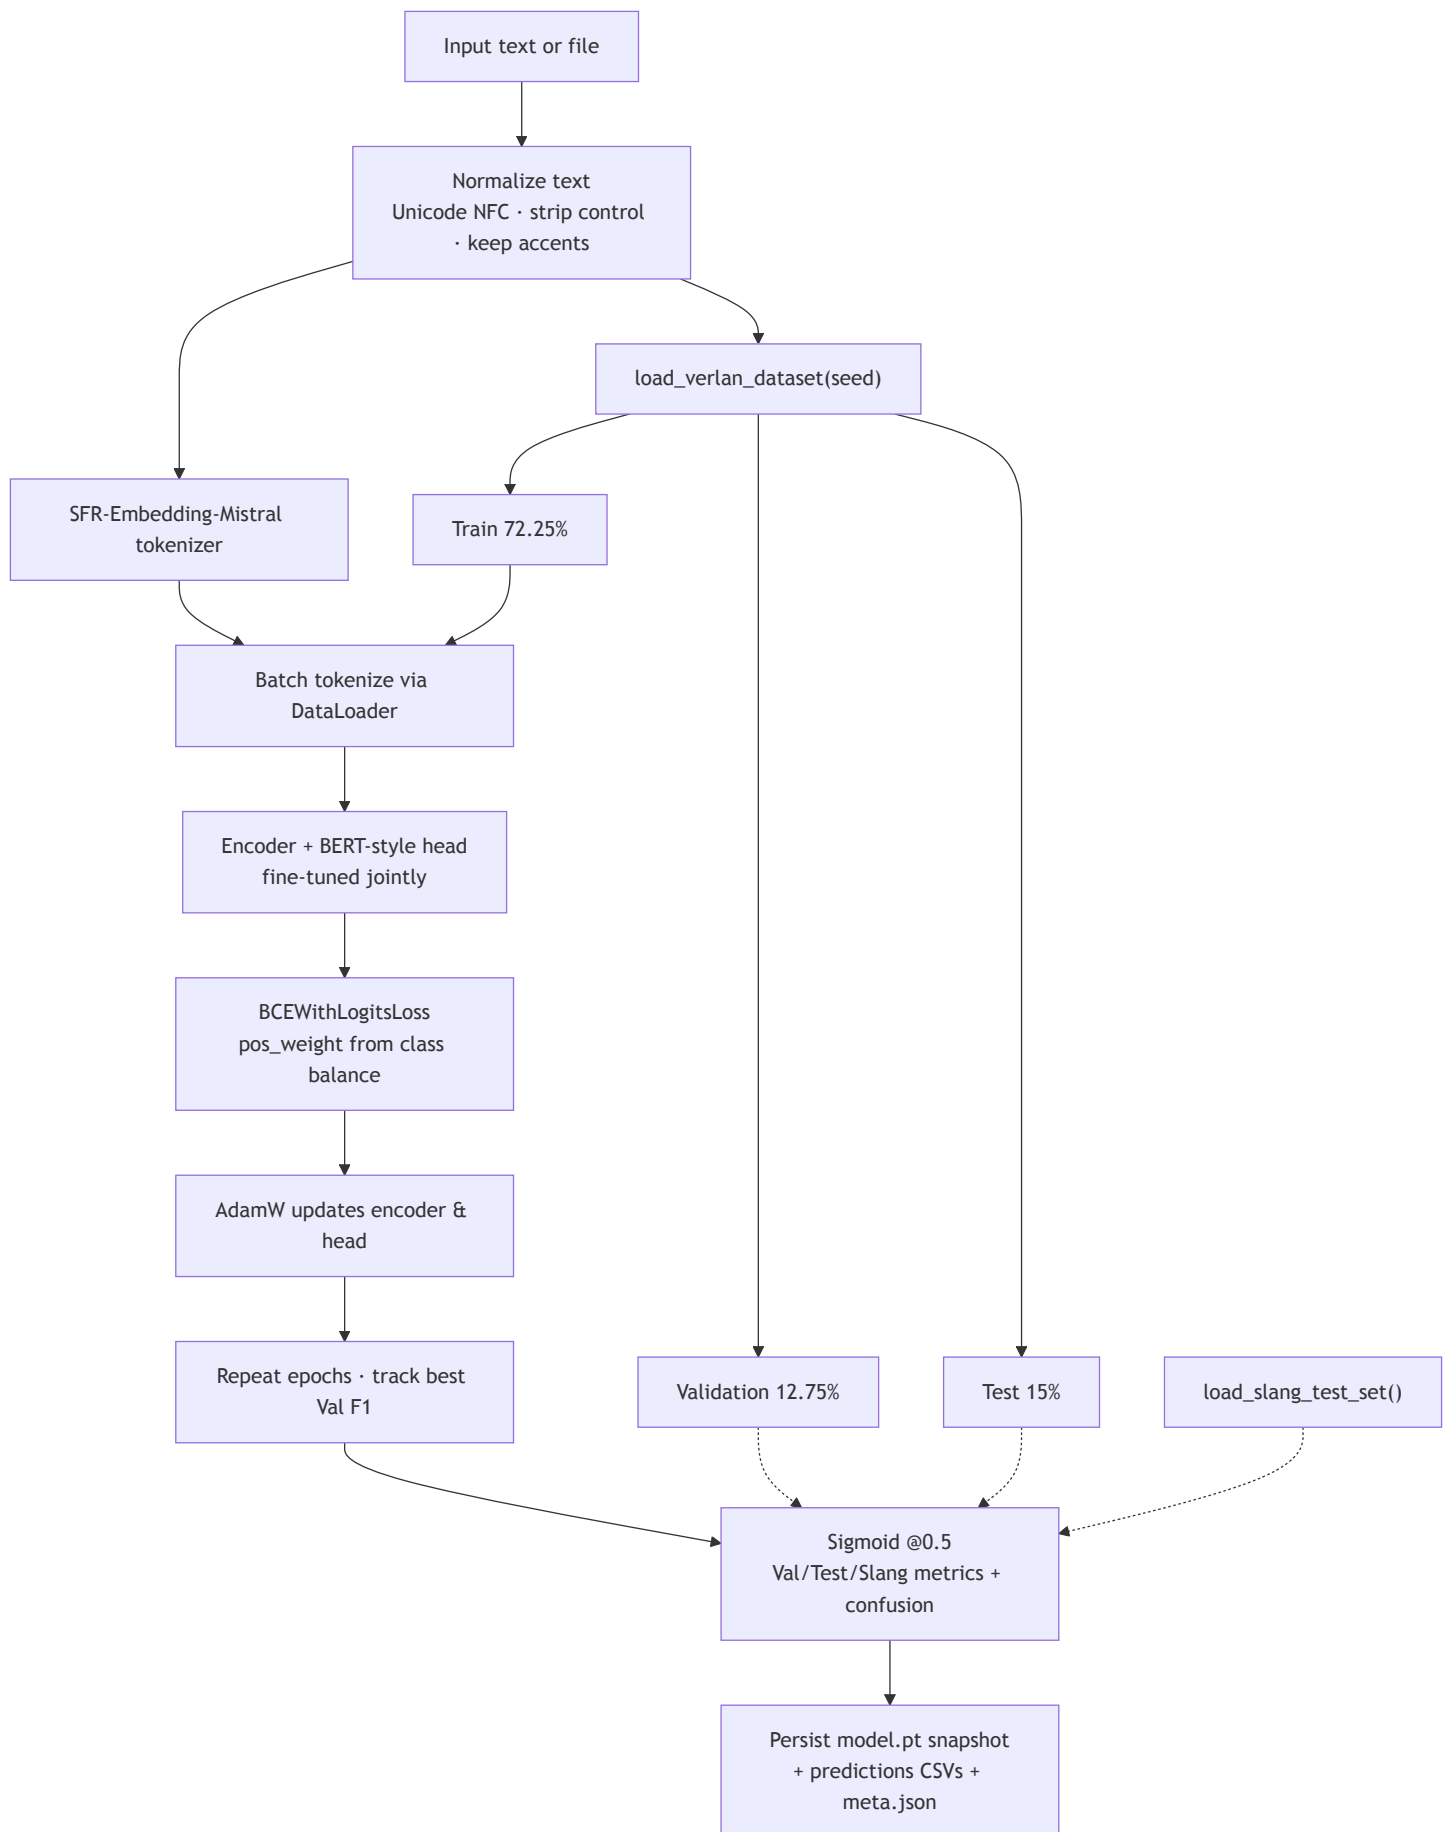 Input text or file
Normalize text
Unicode NFC · strip control
· keep accents
load_verlan_dataset(seed)
SFR-Embedding-Mistral
tokenizer
Train 72.25%
Batch tokenize via
DataLoader
Encoder + BERT-style head
fine-tuned jointly
BCEWithLogitsLoss
pos_weight from class
balance
AdamW updates encoder &
head
Repeat epochs · track best
Val F1
Validation 12.75%
Test 15%
load_slang_test_set()
Sigmoid @0.5
Val/Test/Slang metrics +
confusion
Persist model.pt snapshot
+ predictions CSVs +
meta.json